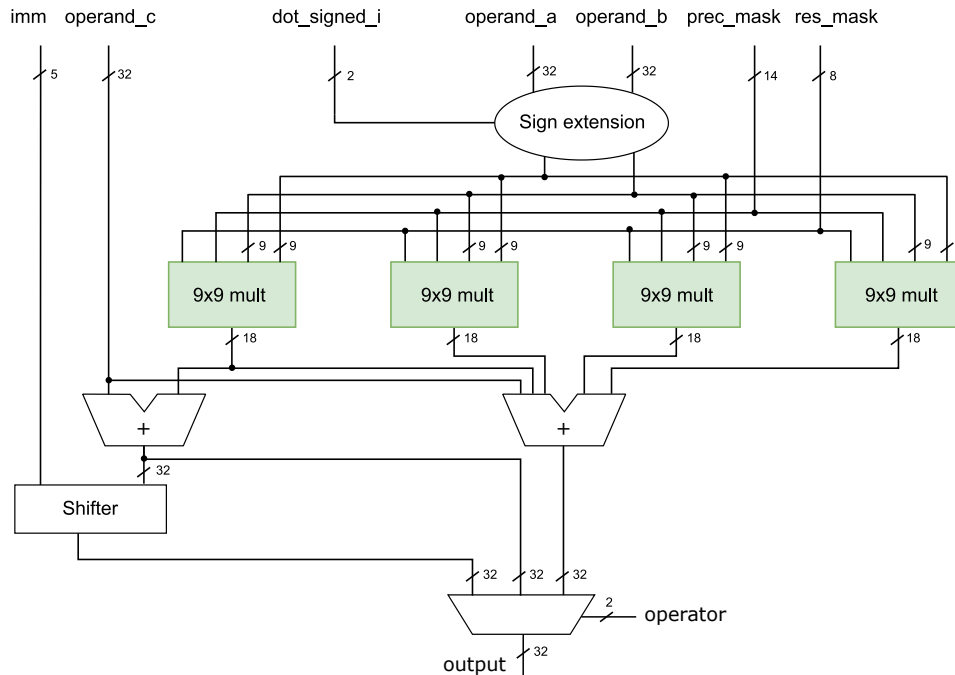 imm operand_c dot_signed_i operand_a operand_b prec_mask res_mask
5 32 2 32 32 14 8
Sign extension
9 9 9 9 9 9 9
9x9 mult 9x9 mult 9x9 mult 9x9 mult
18 18 18 18
+ +
32
Shifter
32 32 32
2
operator
32
output